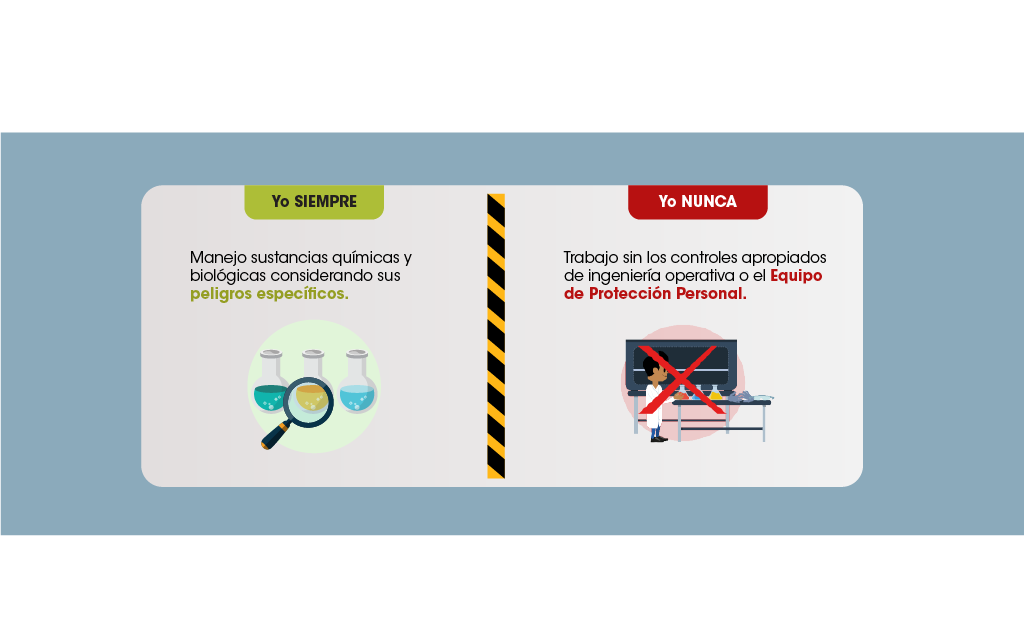 Yo SIEMPRE
Manejo sustancias químicas y
biológicas considerando sus
peligros específicos.
Yo NUNCA
Trabajo sin los controles apropiados
de ingeniería operativa o el Equipo
de Protección Personal.